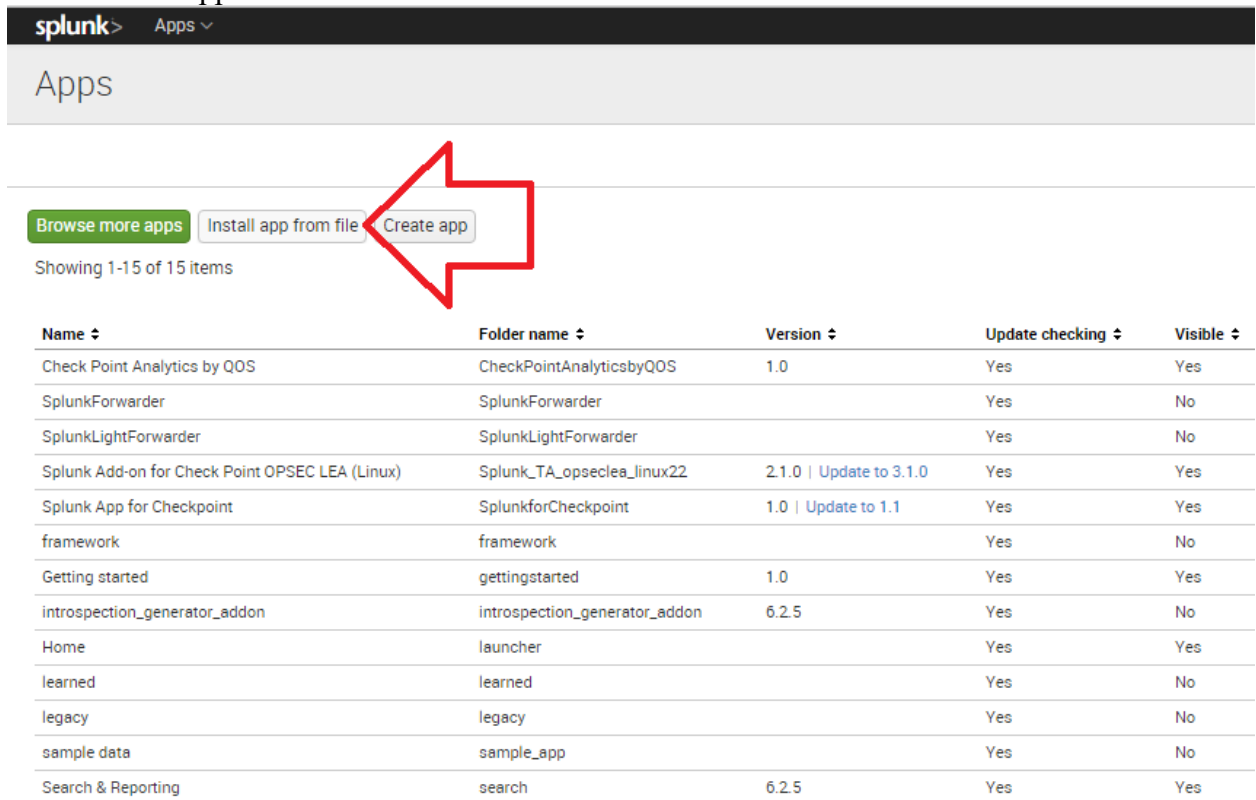 splunk> Apps
Apps
Browse more apps Install app from file Create app
Showing 1-15 of 15 items
Name Folder name Version Update checking Visible
Check Point Analytics by QOS CheckPointAnalyticsbyQOS 1.0 Yes Yes
SplunkForwarder SplunkForwarder Yes No
SplunkLightForwarder SplunkLightForwarder Yes No
Splunk Add-on for Check Point OPSEC LEA (Linux) Splunk_TA_opseclea_linux22 2.1.0 | Update to 3.1.0 Yes Yes
Splunk App for Checkpoint SplunkforCheckpoint 1.0 | Update to 1.1 Yes Yes
framework framework Yes No
Getting started gettingstarted 1.0 Yes Yes
introspection_generator_addon introspection_generator_addon 6.2.5 Yes No
Home launcher Yes Yes
learned learned Yes No
legacy legacy Yes No
sample data sample_app Yes No
Search & Reporting search 6.2.5 Yes Yes